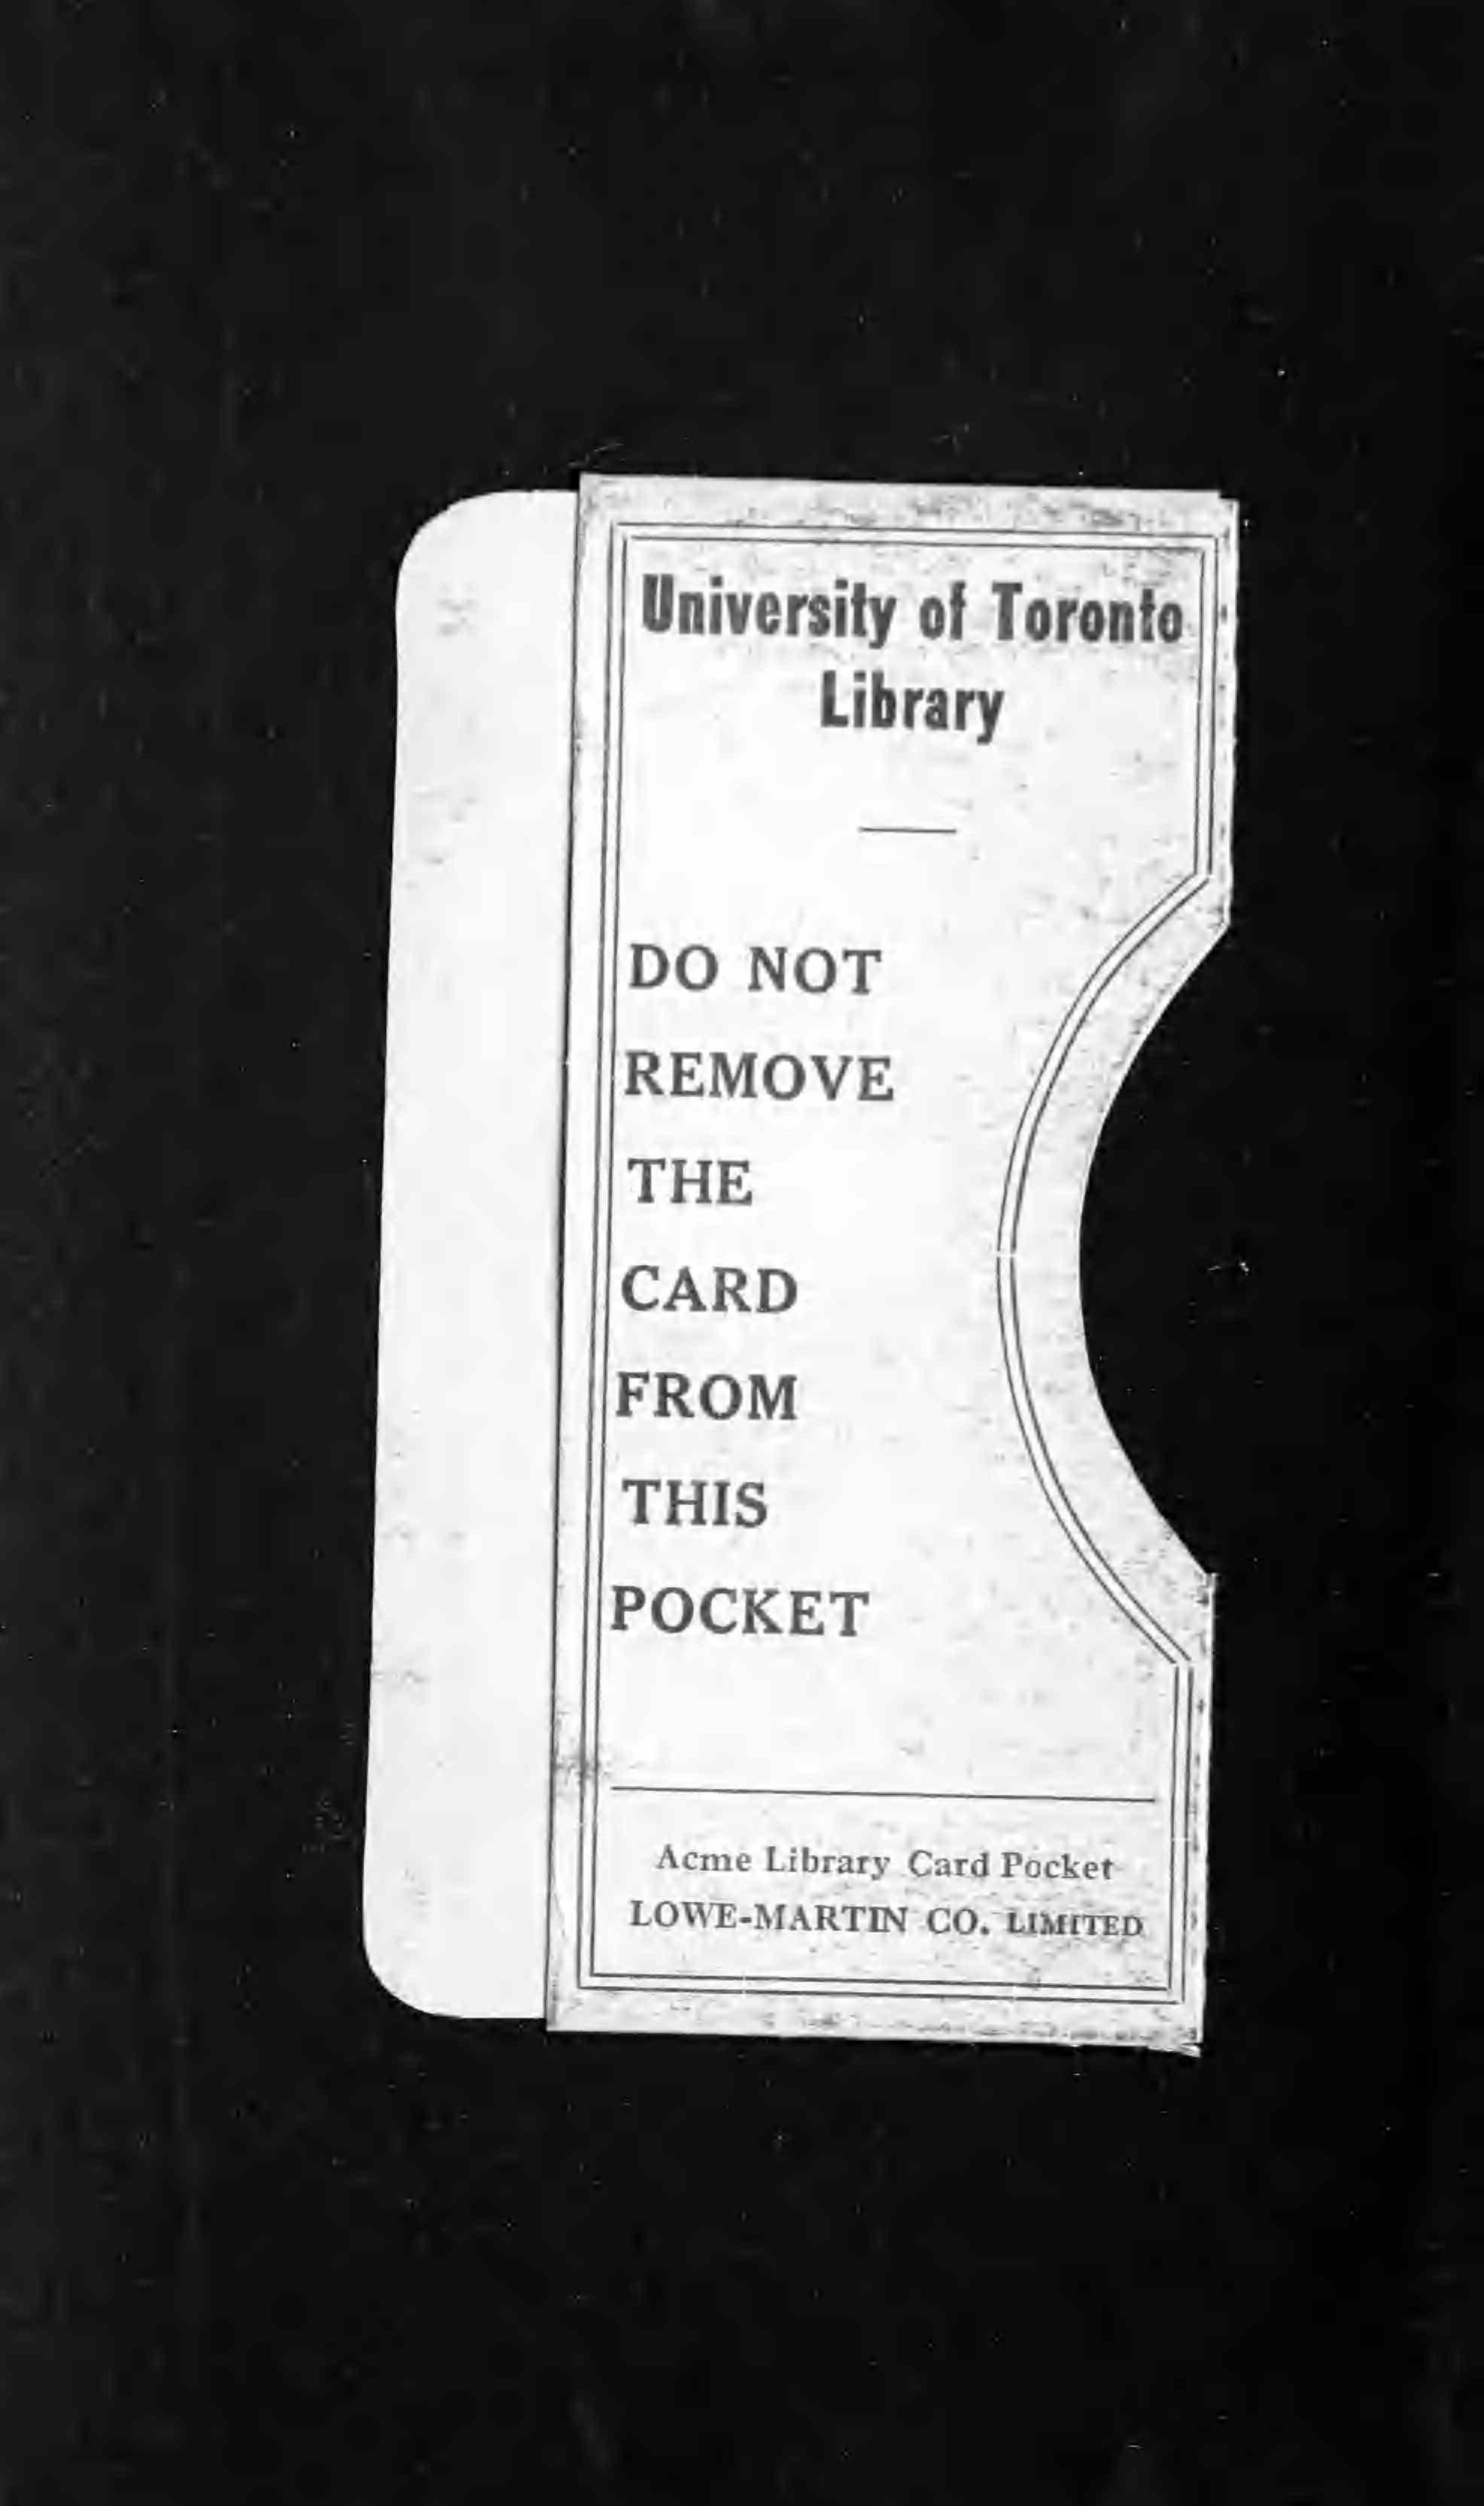 University of Toronto
Library
DO NOT
REMOVE
THE
CARD
FROM
THIS
POCKET
Acme Library Card Pocket
LOWE-MARTIN CO. LIMITED